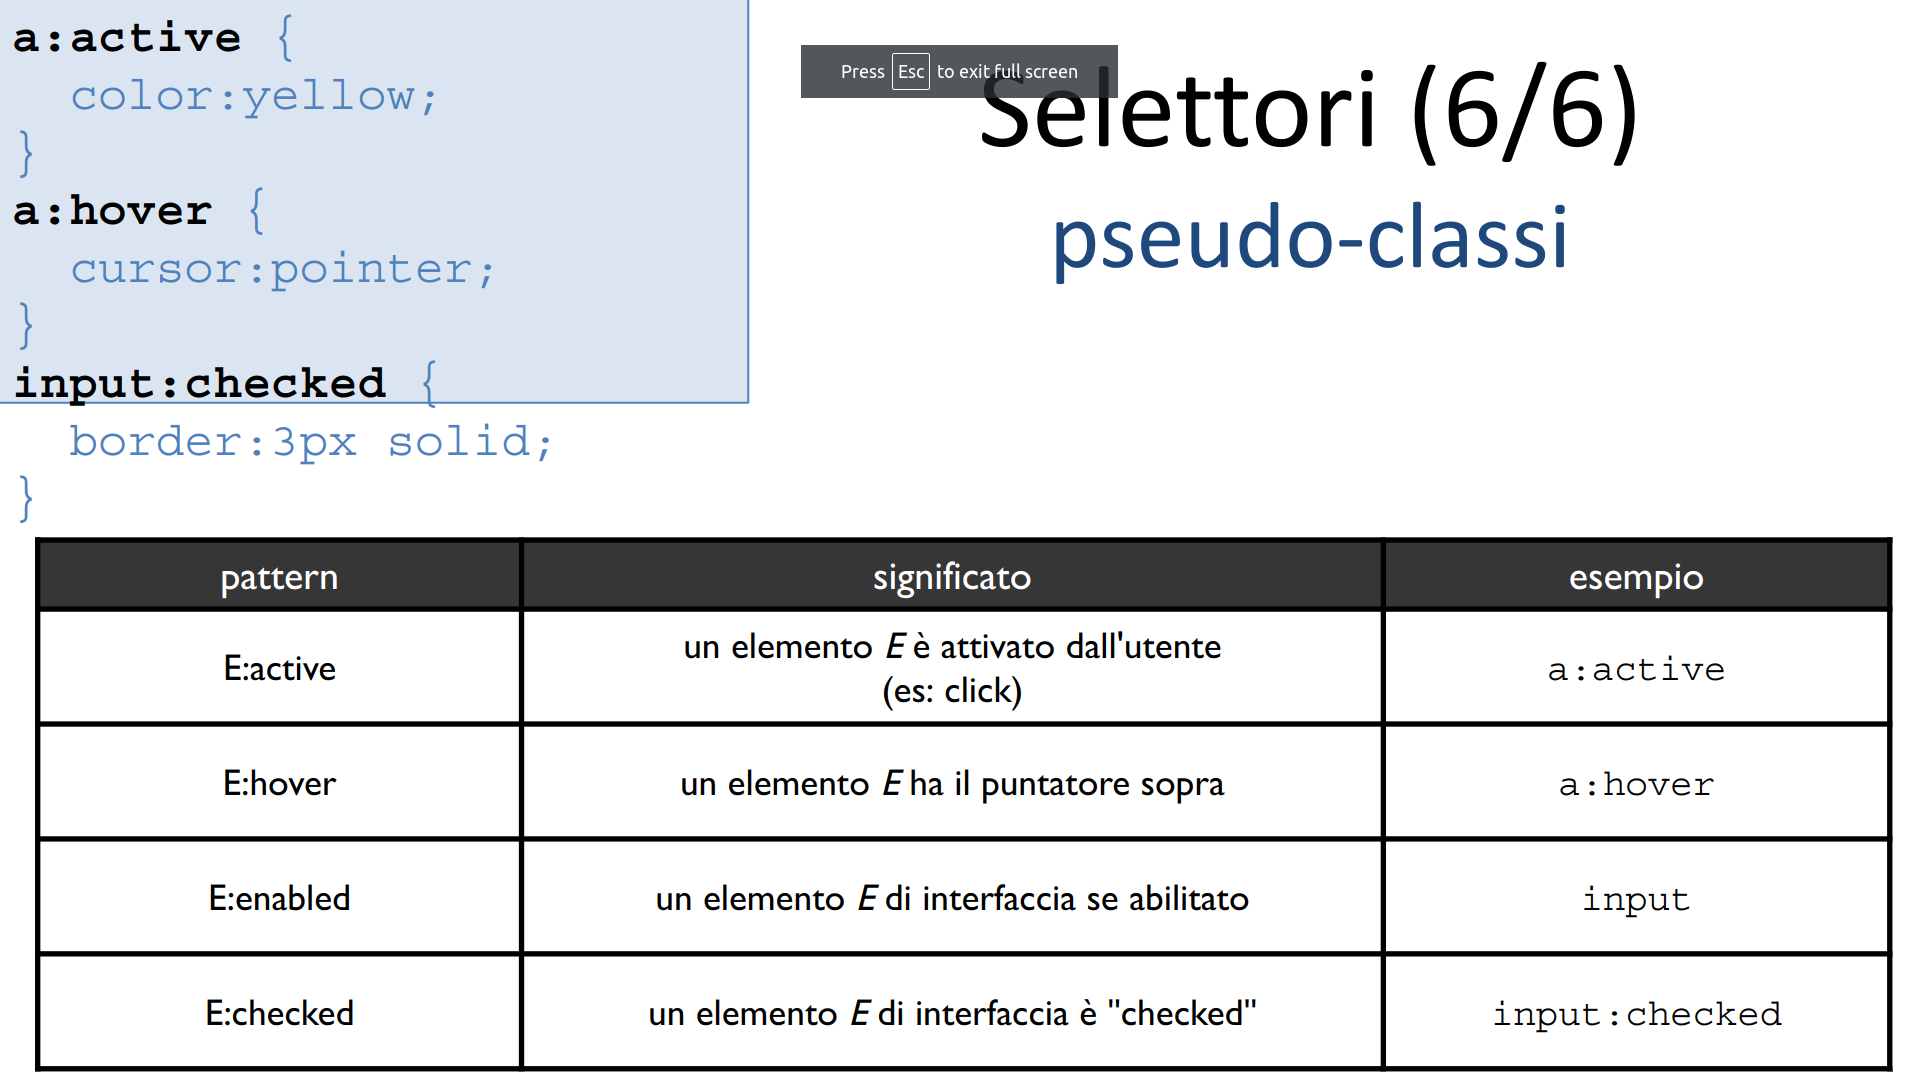 a:active {
color:yellow;
}
a:hover {
cursor:pointer;
}
input:checked {
border:3px solid;
}
Press Esc to exit full screen
Selettori (6/6)
pseudo-classi
pattern significato esempio
E:active un elemento E è attivato dall'utente a:active
(es: click)
E:hover un elemento E ha il puntatore sopra a:hover
E:enabled un elemento E di interfaccia se abilitato input
E:checked un elemento E di interfaccia è "checked" input:checked